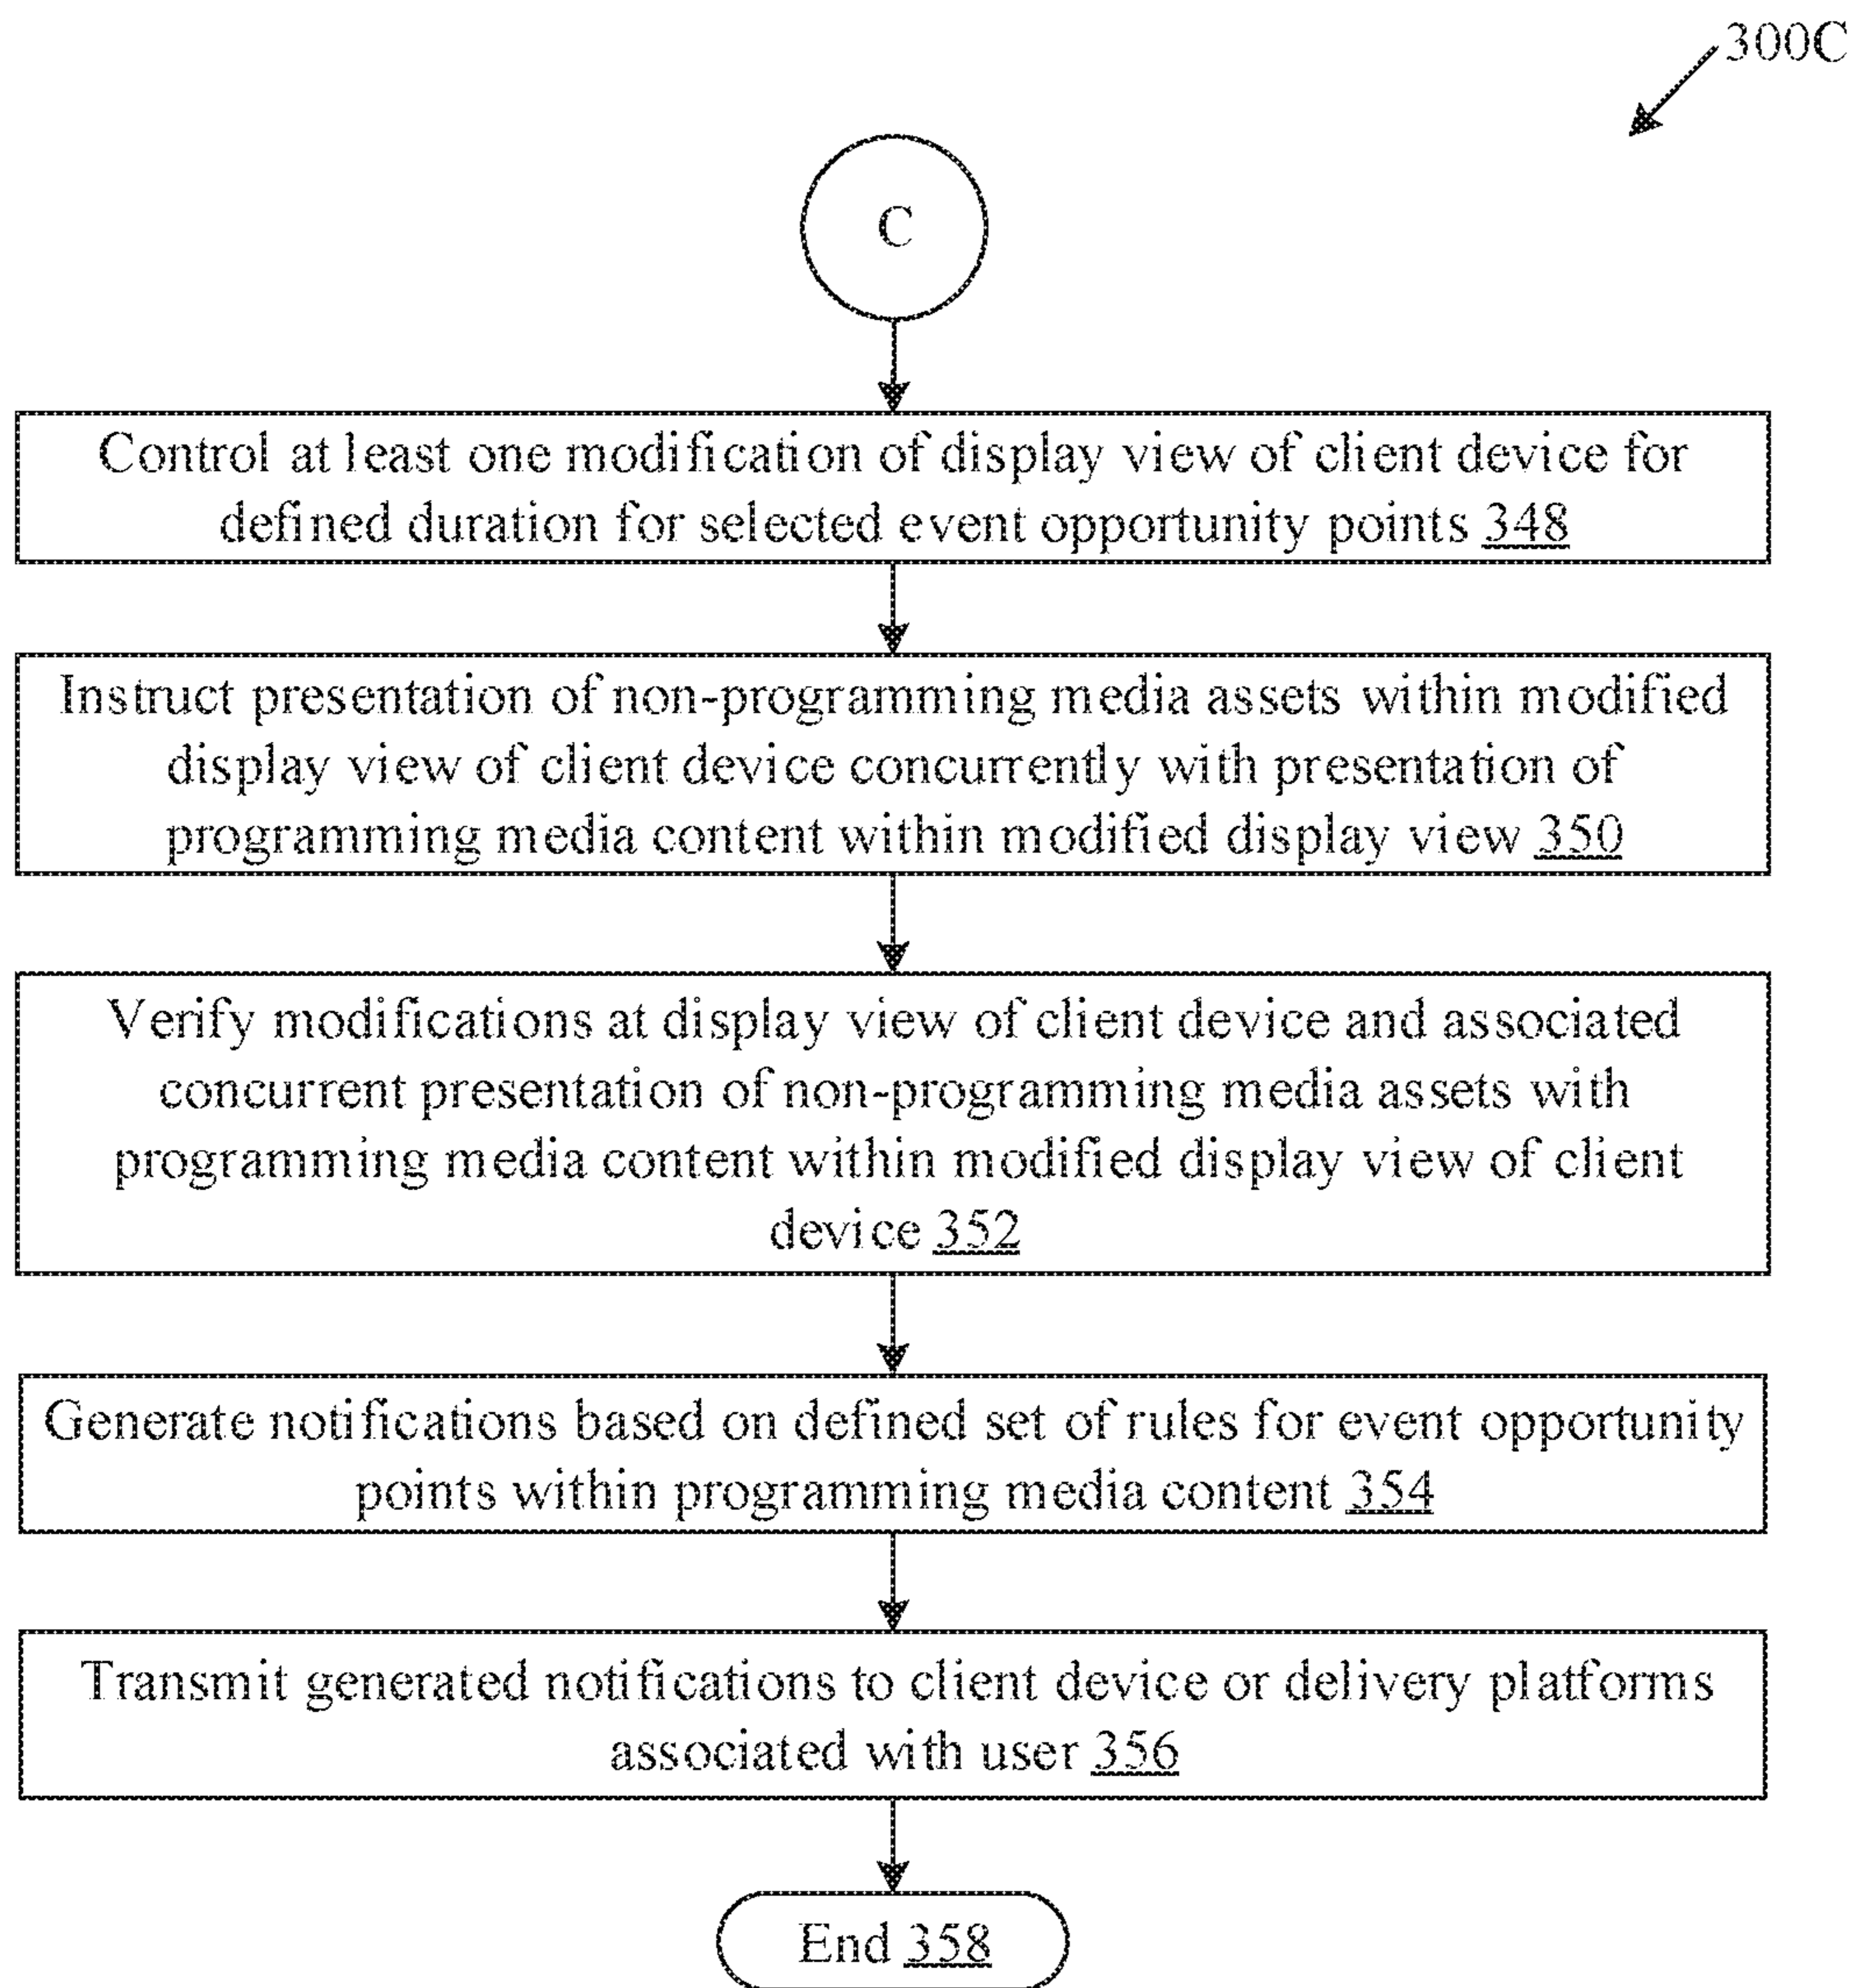 300C
C
Control at least one modification of display view of client device for
defined duration for selected event opportunity points 348
Instruct presentation of non-programming media assets within modified
display view of client device concurrently with presentation of
programming media content within modified display view 350
Verify modifications at display view of client device and associated
concurrent presentation of non-programming media assets with
programming media content within modified display view of client
device 352
Generate notifications based on defined set of rules for event opportunity
points within programming media content 354
Transmit generated notifications to client device or delivery platforms
associated with user 356
End 358